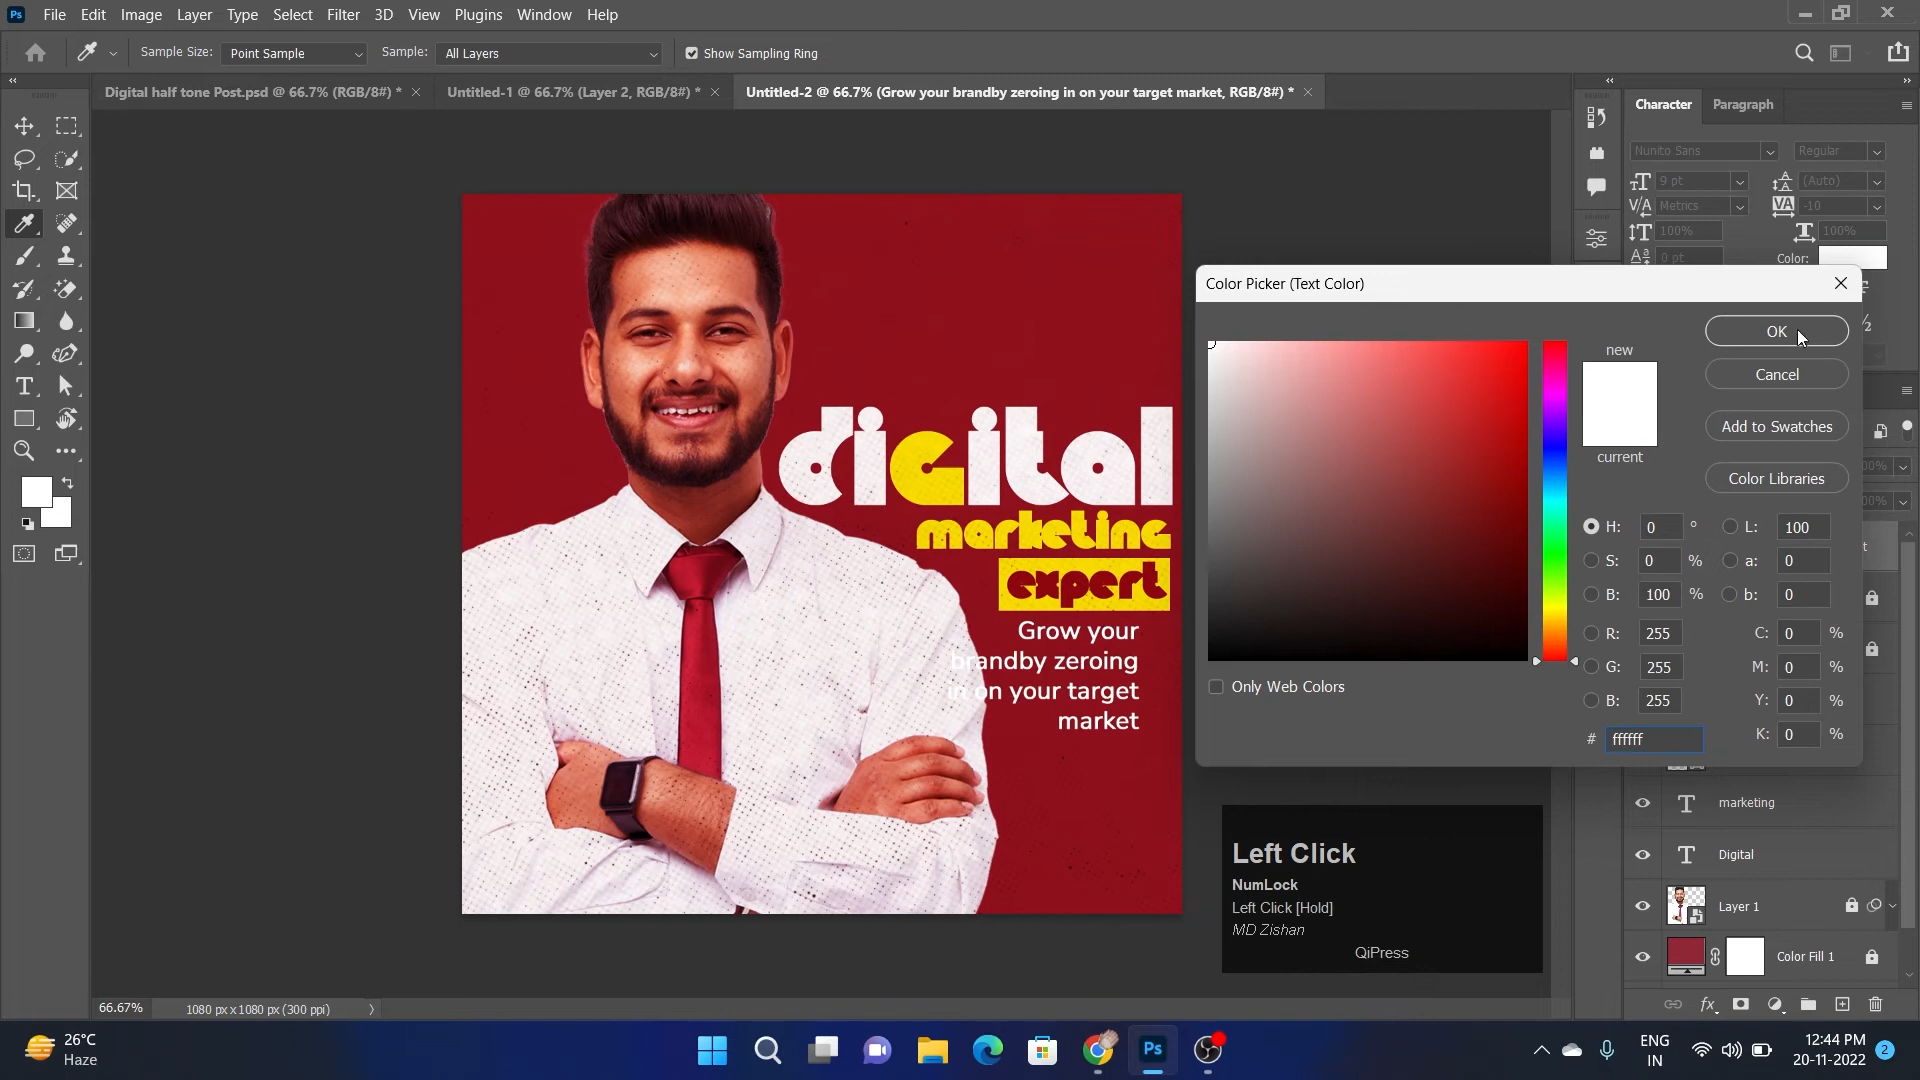 Ps File Edit Image Layer Type Select Filter 3D View Plugins Window Help
Sample Size: Point Sample Sample: All Layers Show Sampling Ring
Digital half tone Post.psd @ 66.7% (RGB/8#) * Untitled-1 @ 66.7% (Layer 2, RGB/8#) * Untitled-2 @ 66.7% (Grow your brandby zeroing in on your target market, RGB/8#) *
Character Paragraph
Nunito Sans Regular
9 pt (Auto)
Metrics -10
100% 100%
0 pt Color:
Color Picker (Text Color)
OK
new
Cancel
current
Add to Swatches
Color Libraries
H: 0 ° L: 100
S: 0 % a: 0
B: 100 % b: 0
R: 255 C: 0 %
G: 255 M: 0 %
B: 255 Y: 0 %
# ffffff K: 0 %
Only Web Colors
digital
marketing
expert
Grow your
brandby zeroing
in on your target
market
Left Click
NumLock
Left Click [Hold]
MD Zishan
QiPress
T marketing
T Digital
Layer 1
Color Fill 1
fx
66.67% 1080 px x 1080 px (300 ppi)
26°C
Haze
Ps
ENG
IN
12:44 PM
20-11-2022
2